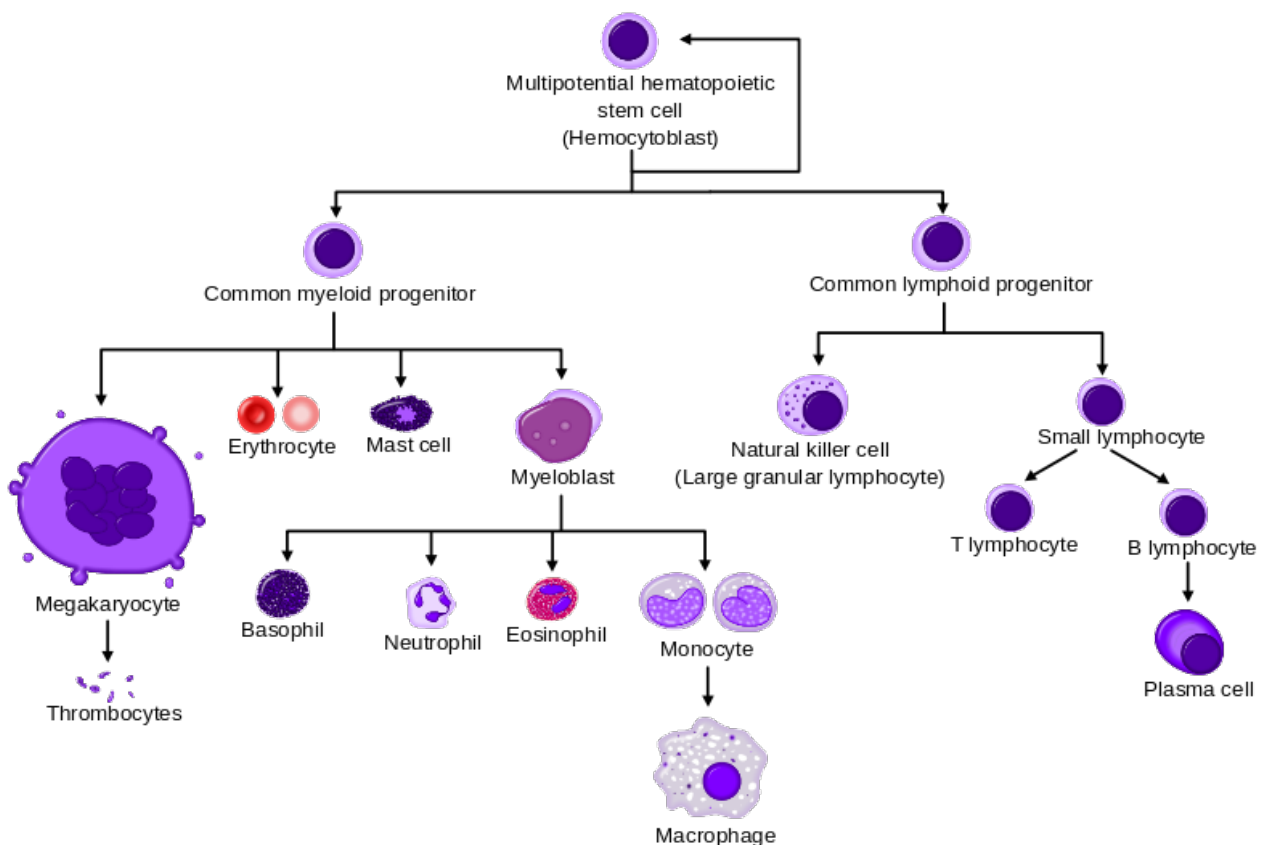 Multipotential hematopoietic
stem cell
(Hemocytoblast)
Common myeloid progenitor
Common lymphoid progenitor
Erythrocyte
Mast cell
Myeloblast
Natural killer cell
(Large granular lymphocyte)
Small lymphocyte
T lymphocyte
B lymphocyte
Megakaryocyte
Basophil
Neutrophil
Eosinophil
Monocyte
Plasma cell
Thrombocytes
Macrophage